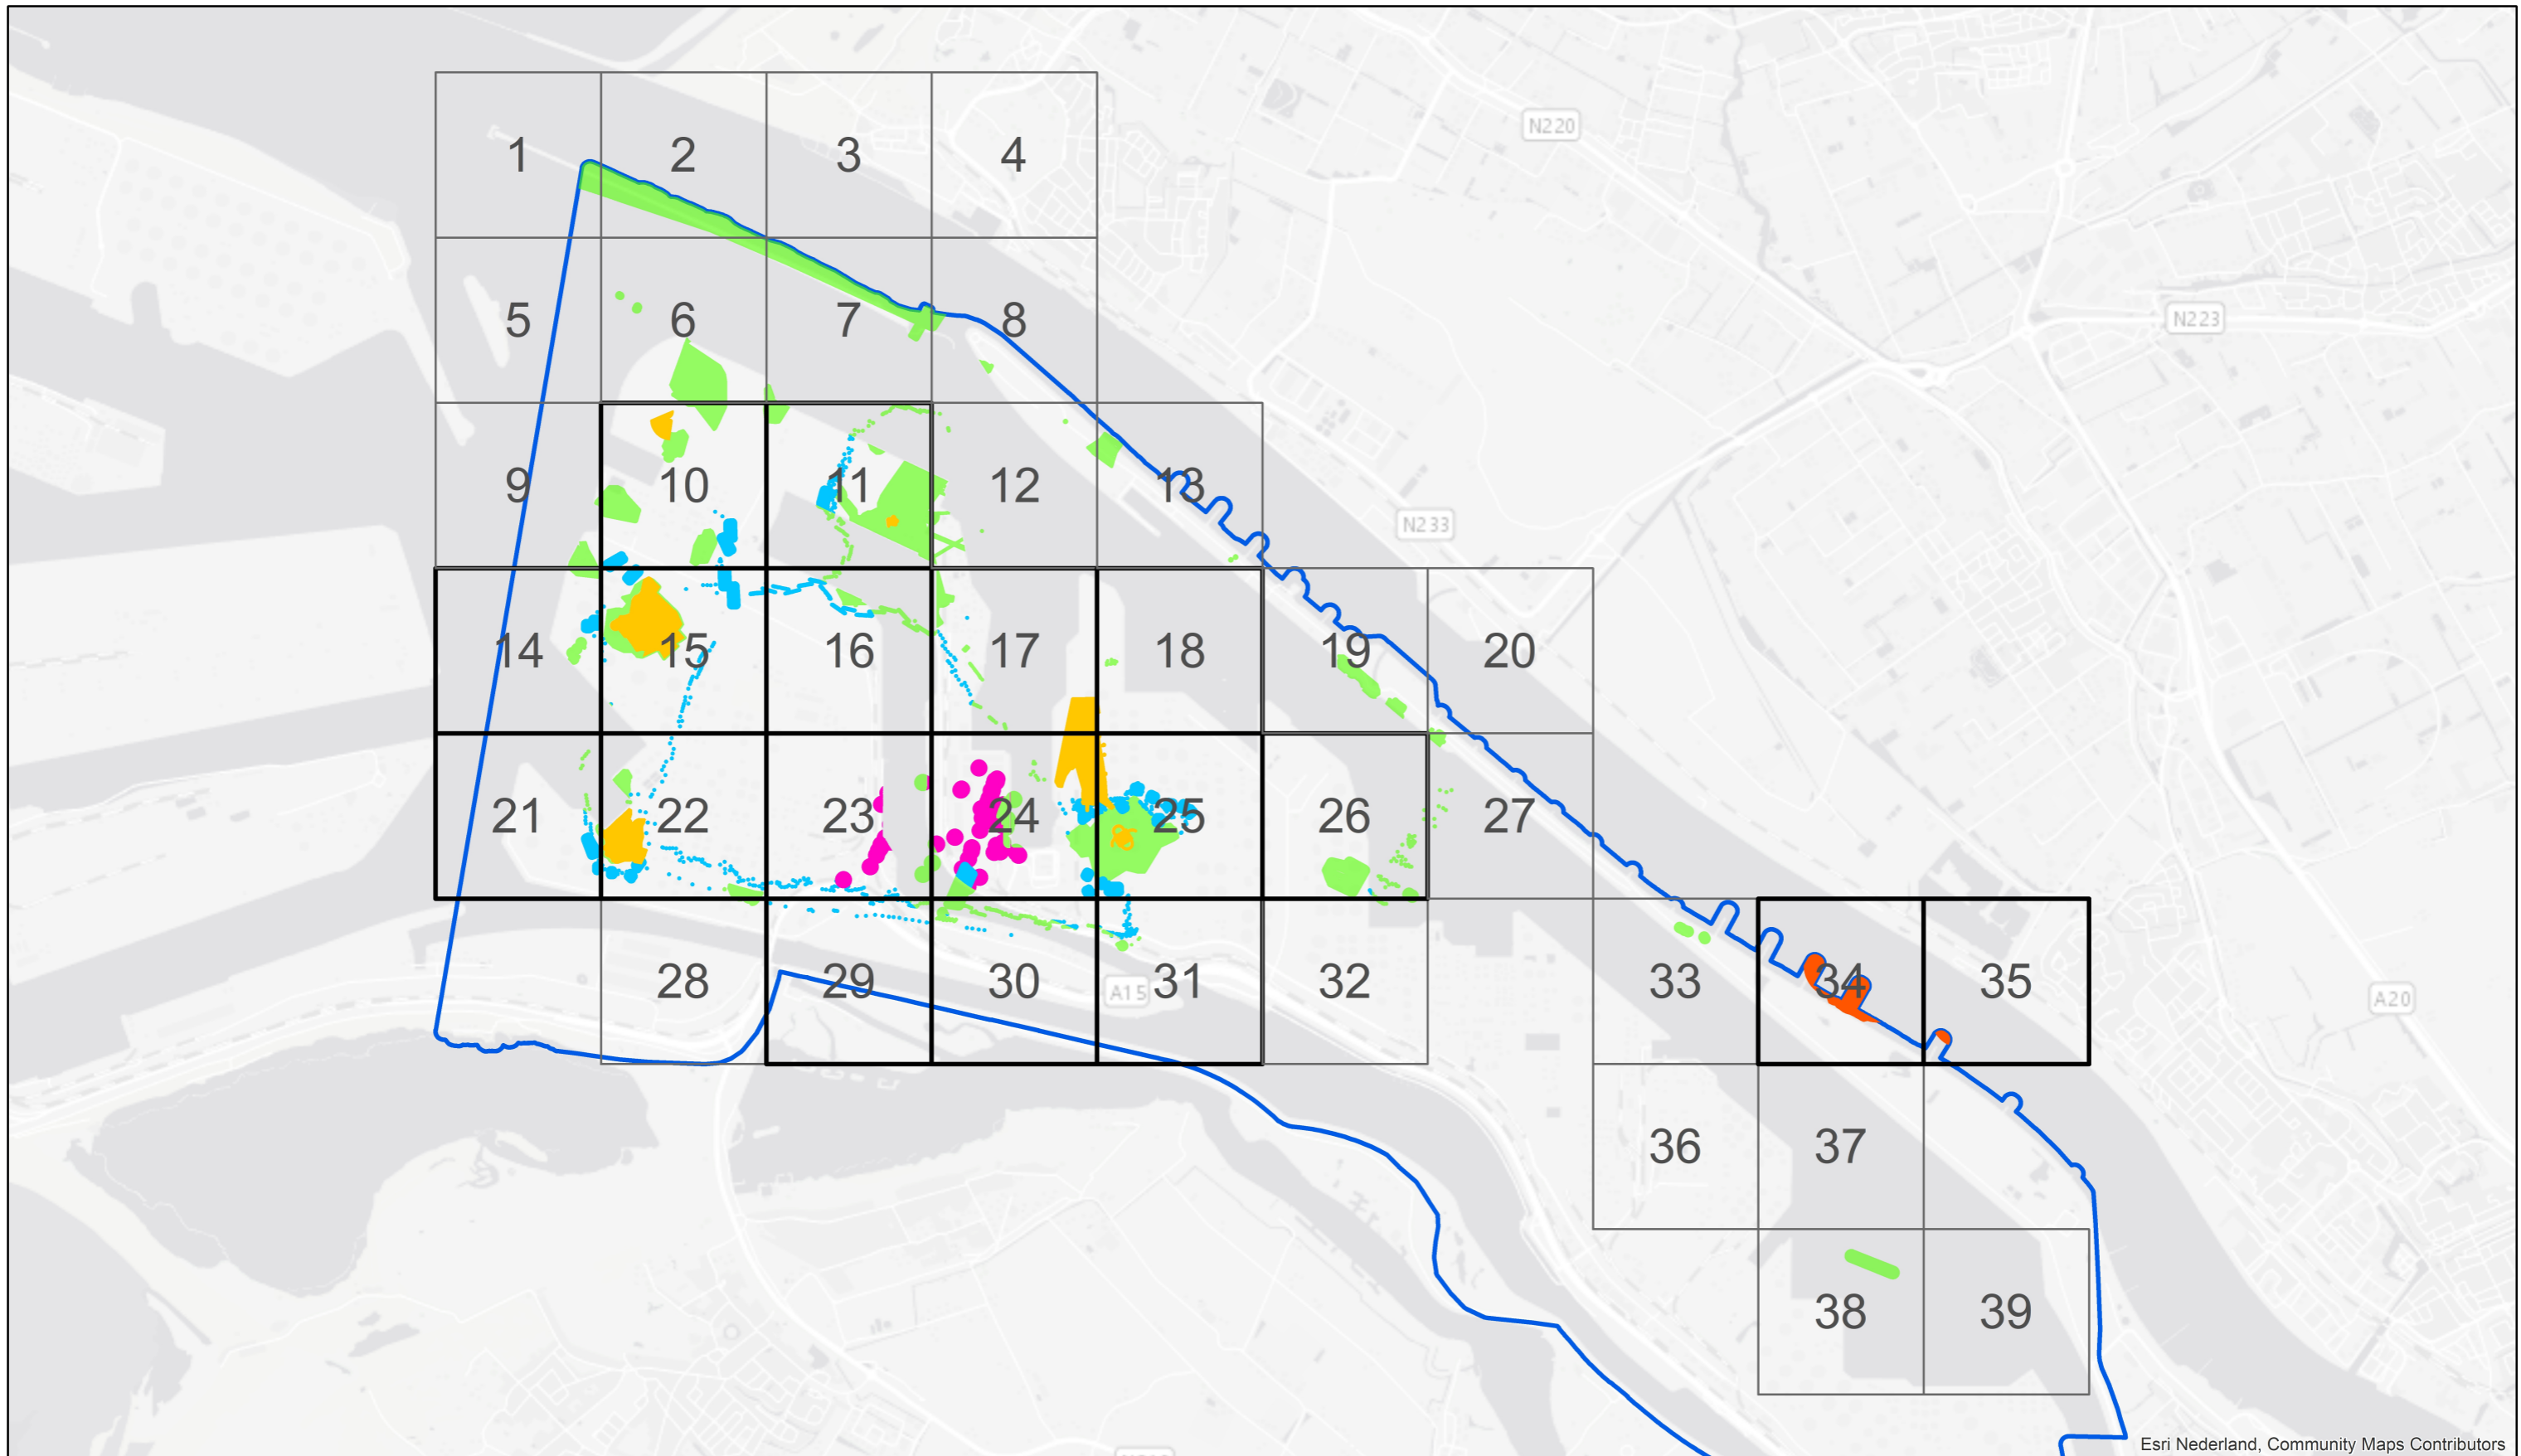 N220
1 2 3 4
5 6 7 8
N223
9 10 11 12 13
N233
14 15 16 17 18 19 20
21 22 23 24 25 26 27
28 29 30 A15 31 32 33 34 35
A20
36 37
38 39
Esri Nederland, Community Maps Contributors